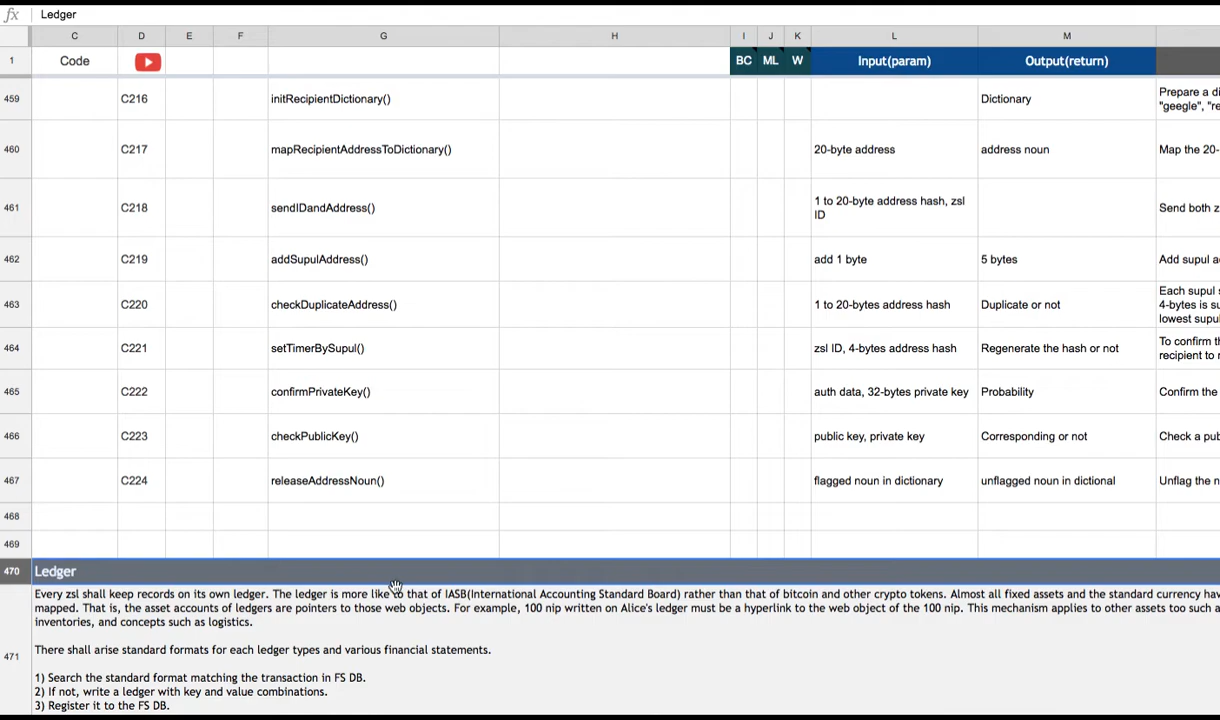 fx Ledger
C D E F G H I J K L M
1 Code BC ML W Input(param) Output(return)
459 C216 initRecipientDictionary() Dictionary Prepare a di
"geegle", "re
460 C217 mapRecipientAddressToDictionary() 20-byte address address noun Map the 20-
461 C218 sendIDandAddress() 1 to 20-byte address hash, zsl
ID Send both z
462 C219 addSupulAddress() add 1 byte 5 bytes Add supul a
463 C220 checkDuplicateAddress() 1 to 20-bytes address hash Duplicate or not Each supul s
4-bytes is su
lowest supul
464 C221 setTimerBySupul() zsl ID, 4-bytes address hash Regenerate the hash or not To confirm th
recipient to r
465 C222 confirmPrivateKey() auth data, 32-bytes private key Probability Confirm the
466 C223 checkPublicKey() public key, private key Corresponding or not Check a pub
467 C224 releaseAddressNoun() flagged noun in dictionary unflagged noun in dictional Unflag the n
468
469
470 Ledger
471
Every zsl shall keep records on its own ledger. The ledger is more like to that of IASB(International Accounting Standard Board) rather than that of bitcoin and other crypto tokens. Almost all fixed assets and the standard currency hav
mapped. That is, the asset accounts of ledgers are pointers to those web objects. For example, 100 nip written on Alice's ledger must be a hyperlink to the web object of the 100 nip. This mechanism applies to other assets too such a
inventories, and concepts such as logistics.
There shall arise standard formats for each ledger types and various financial statements.
1) Search the standard format matching the transaction in FS DB.
2) If not, write a ledger with key and value combinations.
3) Register it to the FS DB.